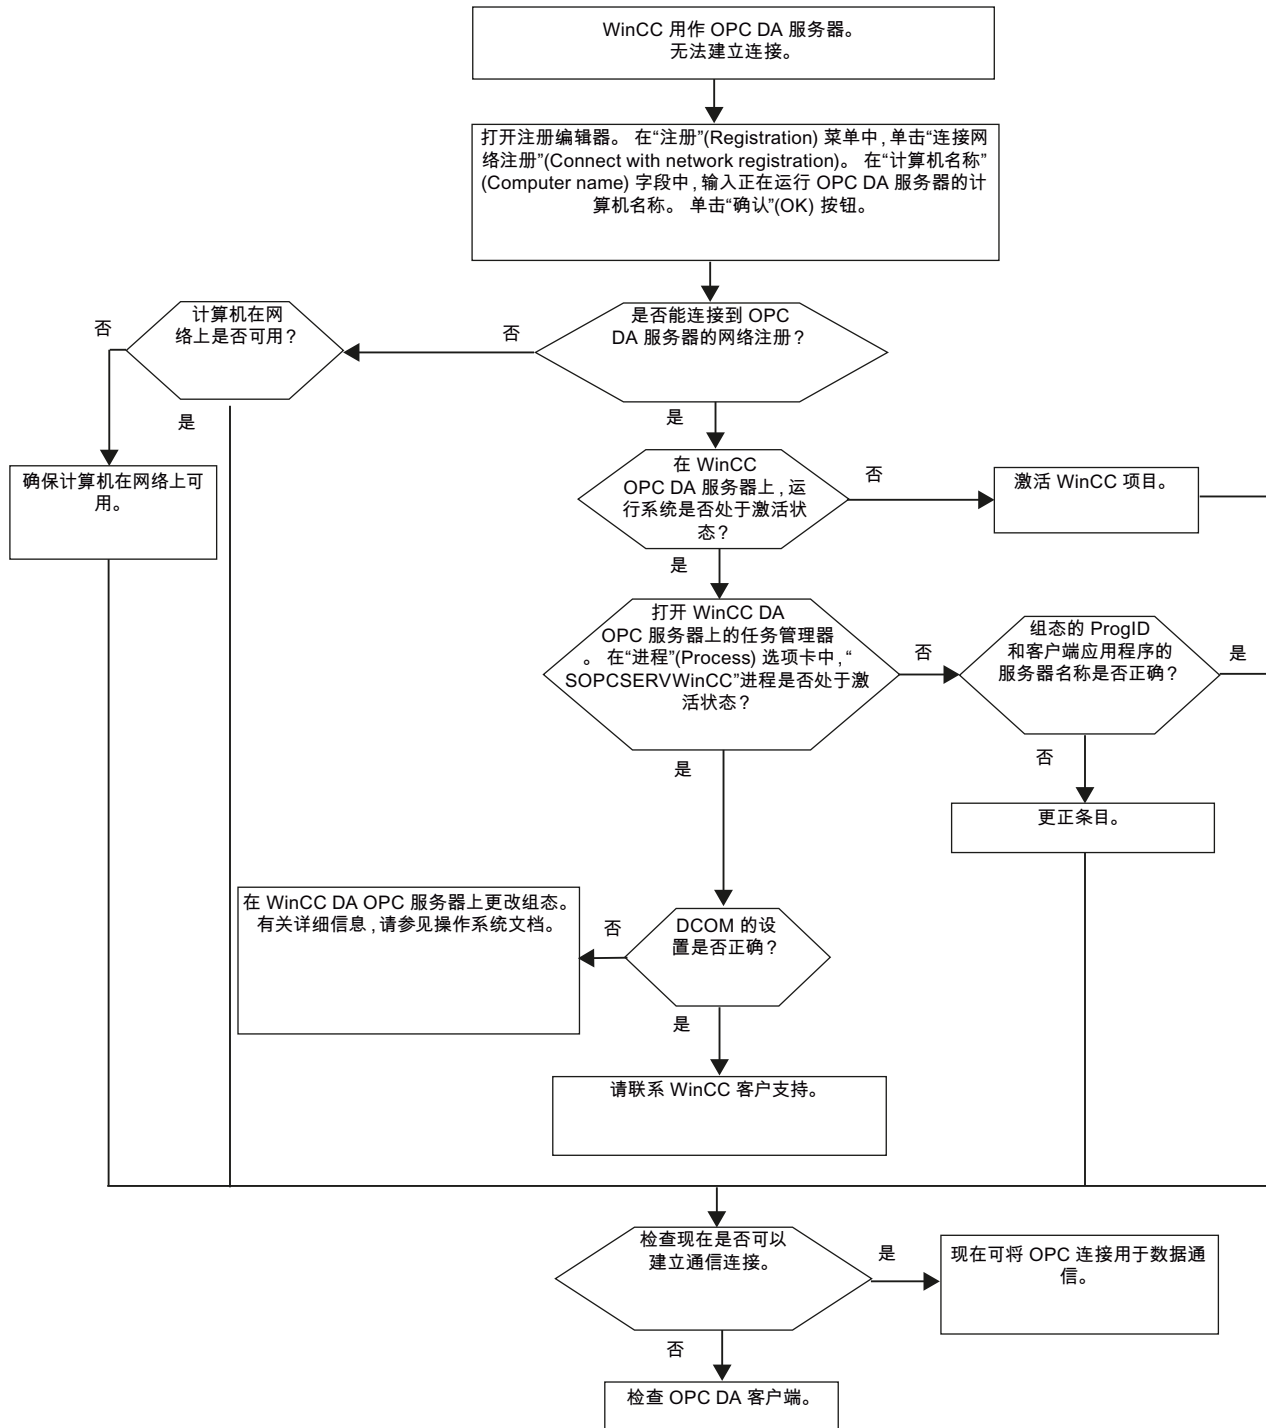 WinCC 用作 OPC DA 服务器。
无法建立连接。
打开注册编辑器。 在“注册”(Registration) 菜单中,单击“连接网
络注册”(Connect with network registration)。 在“计算机名称”
(Computer name) 字段中,输入正在运行 OPC DA 服务器的计
算机名称。 单击“确认”(OK) 按钮。
是否能连接到 OPC
DA 服务器的网络注册?
否
计算机在网
络上是否可用?
否
是
是
确保计算机在网络上可
用。
在 WinCC
OPC DA 服务器上,运
行系统是否处于激活状
态?
否
激活 WinCC 项目。
是
打开 WinCC DA
OPC 服务器上的任务管理器
。 在“进程”(Process) 选项卡中,“
SOPCSERVWinCC”进程是否处于激
活状态?
否
组态的 ProgID
和客户端应用程序的
服务器名称是否正确?
是
是
否
更正条目。
在 WinCC DA OPC 服务器上更改组态。
有关详细信息,请参见操作系统文档。
否
DCOM 的设
置是否正确?
是
请联系 WinCC 客户支持。
检查现在是否可以
建立通信连接。
是
现在可将 OPC 连接用于数据通
信。
否
检查 OPC DA 客户端。